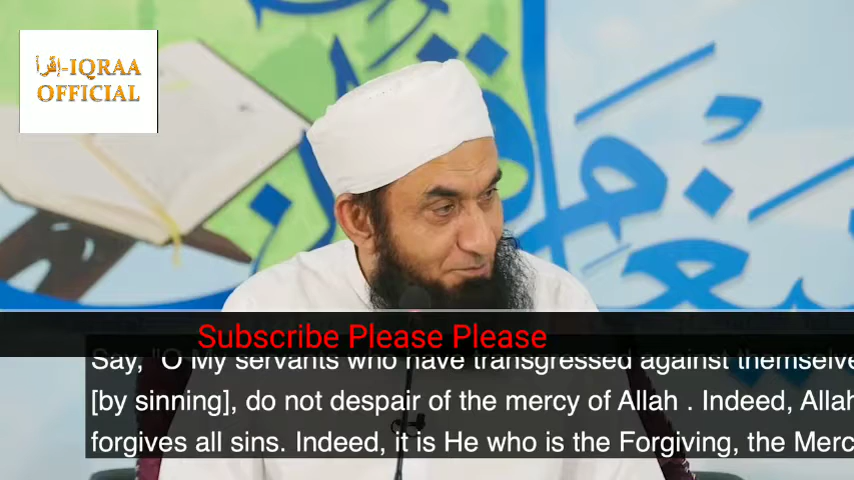 إقرأ-IQRAA
OFFICIAL
Subscribe Please Please
Say, "O My servants who have transgressed against themselve
[by sinning], do not despair of the mercy of Allah . Indeed, Allah
forgives all sins. Indeed, it is He who is the Forgiving, the Merc